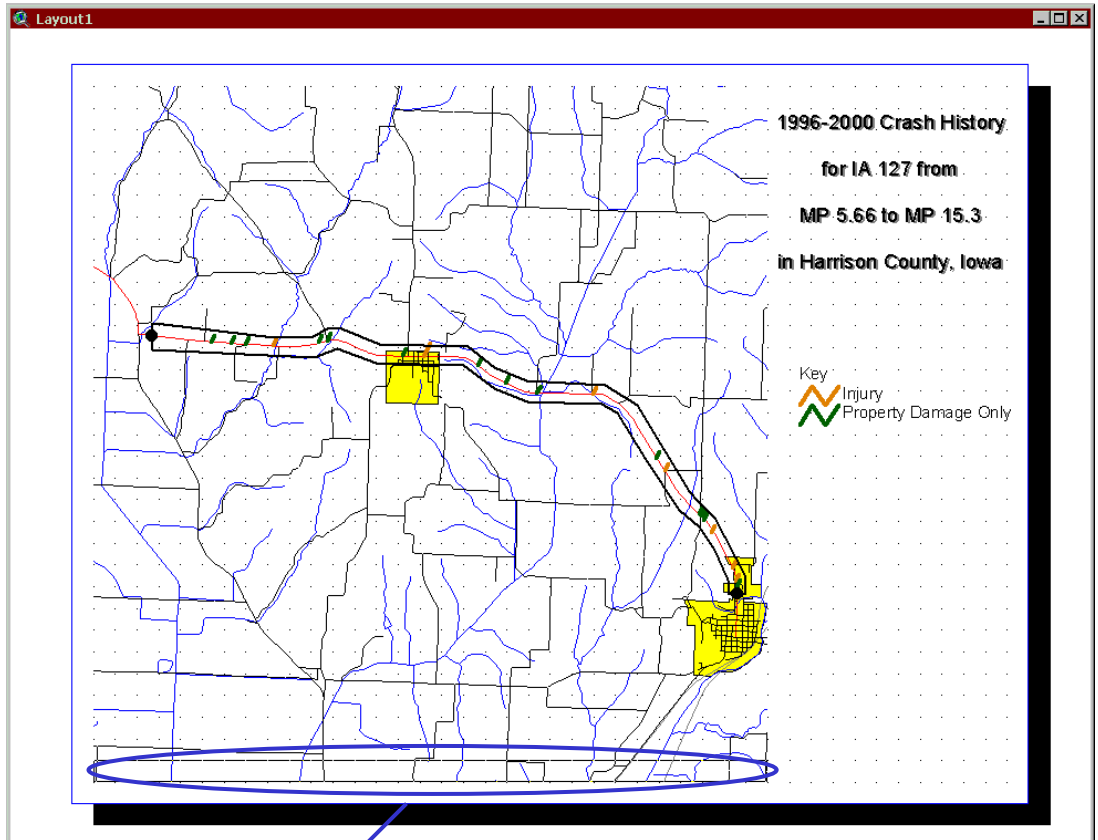 Layout1
1996-2000 Crash History
for IA 127 from
MP 5.66 to MP 15.3
in Harrison County, Iowa
Key
Injury
Property Damage Only